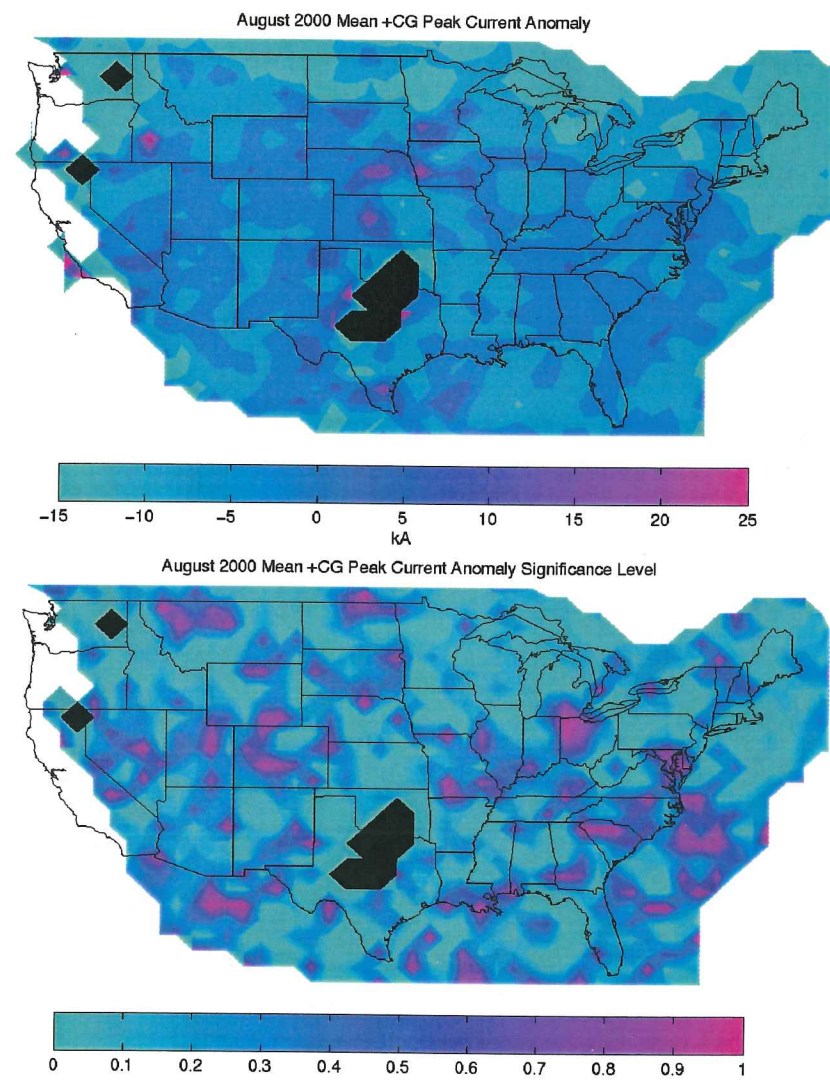 August 2000 Mean +CG Peak Current Anomaly
−15 −10 −5 0 5 10 15 20 25
kA
August 2000 Mean +CG Peak Current Anomaly Significance Level
0 0.1 0.2 0.3 0.4 0.5 0.6 0.7 0.8 0.9 1